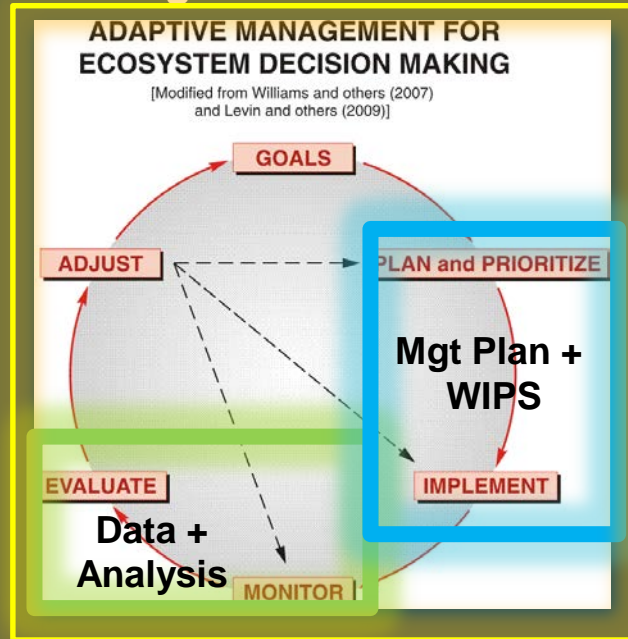 ADAPTIVE MANAGEMENT FOR
ECOSYSTEM DECISION MAKING
[Modified from Williams and others (2007)
and Levin and others (2009)]
GOALS
ADJUST
PLAN and PRIORITIZE
Mgt Plan +
WIPS
EVALUATE
IMPLEMENT
Data +
Analysis
MONITOR